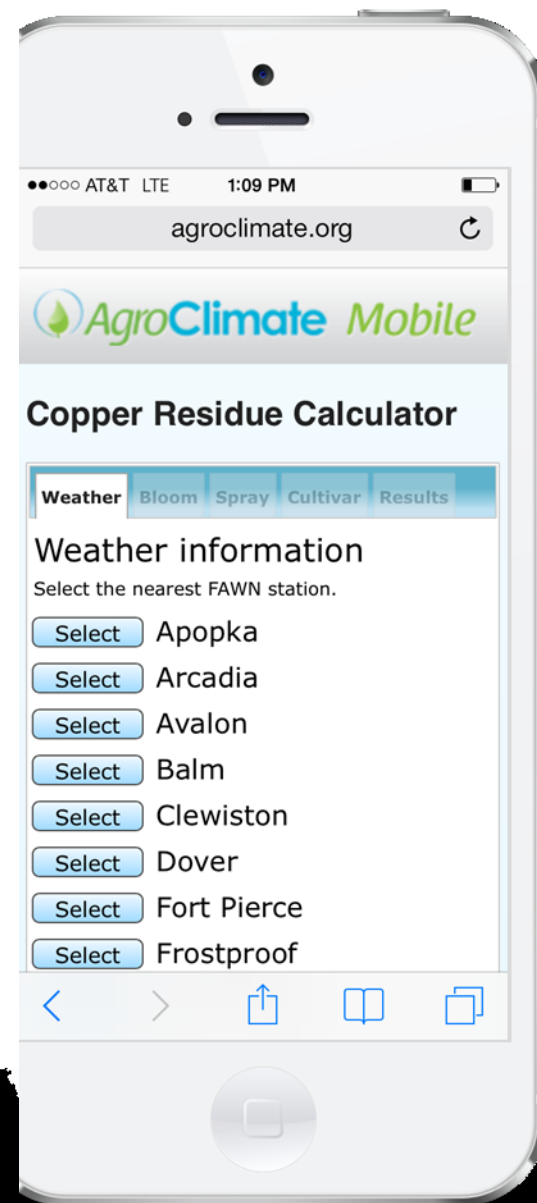 AT&T LTE 1:09 PM
agroclimate.org
AgroClimate Mobile
Copper Residue Calculator
Weather Bloom Spray Cultivar Results
Weather information
Select the nearest FAWN station.
Select Apopka
Select Arcadia
Select Avalon
Select Balm
Select Clewiston
Select Dover
Select Fort Pierce
Select Frostproof